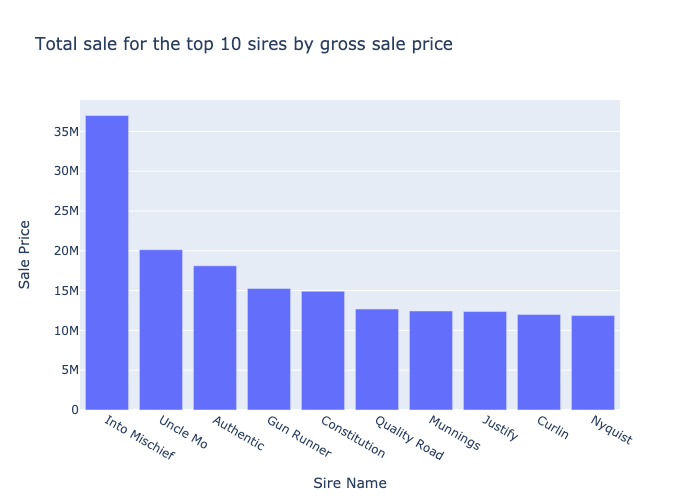 Total sale for the top 10 sires by gross sale price
Sale Price
35M
30M
25M
20M
15M
10M
5M
0
Into Mischief
Uncle Mo
Authentic
Gun Runner
Constitution
Quality Road
Munnings
Justify
Curlin
Nyquist
Sire Name